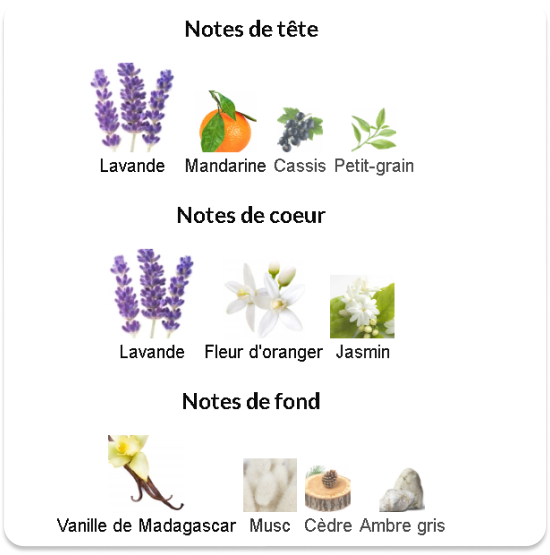 Notes de tête
Lavande Mandarine Cassis Petit-grain
Notes de coeur
Lavande Fleur d'oranger Jasmin
Notes de fond
Vanille de Madagascar Musc Cèdre Ambre gris